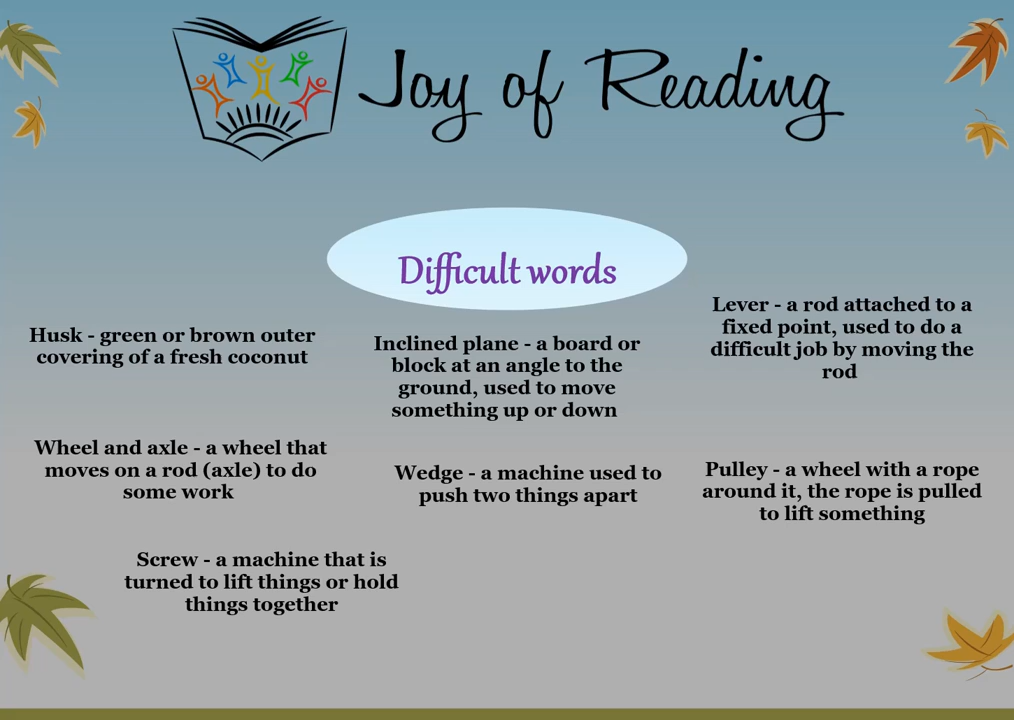 Joy of Reading
Difficult words
Husk - green or brown outer
covering of a fresh coconut
Inclined plane - a board or
block at an angle to the
ground, used to move
something up or down
Lever - a rod attached to a
fixed point, used to do a
difficult job by moving the
rod
Wheel and axle - a wheel that
moves on a rod (axle) to do
some work
Wedge - a machine used to
push two things apart
Pulley - a wheel with a rope
around it, the rope is pulled
to lift something
Screw - a machine that is
turned to lift things or hold
things together